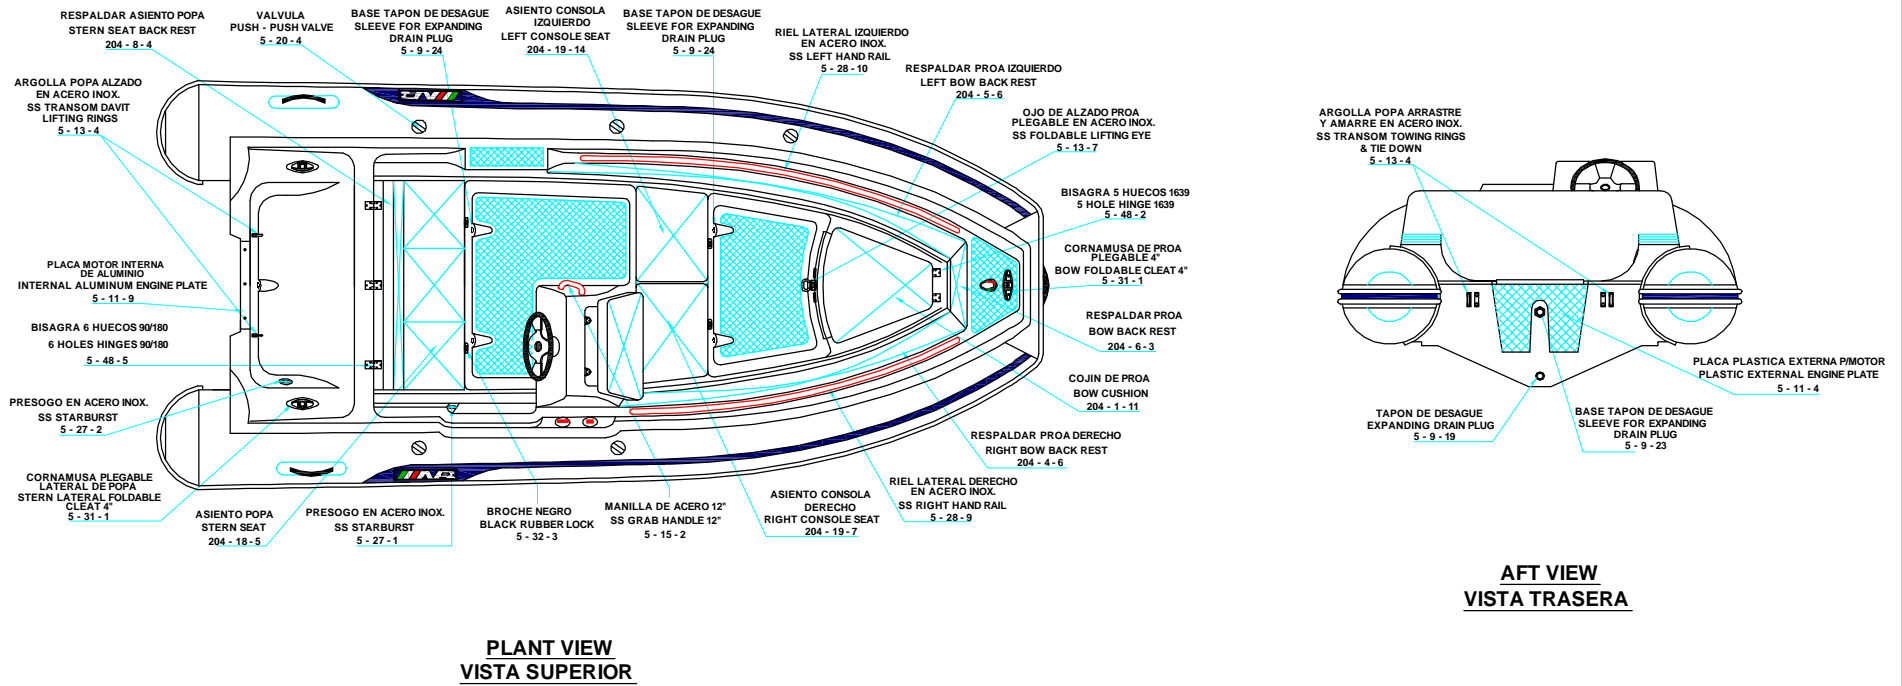 RESPALDAR ASIENTO POPA
STERN SEAT BACK REST
204 - 8 - 4
VALVULA
PUSH - PUSH VALVE
5 - 20 - 4
BASE TAPON DE DESAGUE
SLEEVE FOR EXPANDING
DRAIN PLUG
5 - 9 - 24
ASIENTO CONSOLA
IZQUIERDO
LEFT CONSOLE SEAT
204 - 19 - 14
BASE TAPON DE DESAGUE
SLEEVE FOR EXPANDING
DRAIN PLUG
5 - 9 - 24
RIEL LATERAL IZQUIERDO
EN ACERO INOX.
SS LEFT HAND RAIL
5 - 28 - 10
RESPALDAR PROA IZQUIERDO
LEFT BOW BACK REST
204 - 5 - 6
OJO DE ALZADO PROA
PLEGABLE EN ACERO INOX.
SS FOLDABLE LIFTING EYE
5 - 13 - 7
BISAGRA 5 HUECOS 1639
5 HOLE HINGE 1639
5 - 48 - 2
CORNAMUSA DE PROA
PLEGABLE 4"
BOW FOLDABLE CLEAT 4"
5 - 31 - 1
RESPALDAR PROA
BOW BACK REST
204 - 6 - 3
COJIN DE PROA
BOW CUSHION
204 - 1 - 11
RESPALDAR PROA DERECHO
RIGHT BOW BACK REST
204 - 4 - 6
RIEL LATERAL DERECHO
EN ACERO INOX.
SS RIGHT HAND RAIL
5 - 28 - 9
ASIENTO CONSOLA
DERECHO
RIGHT CONSOLE SEAT
204 - 19 - 7
MANILLA DE ACERO 12"
SS GRAB HANDLE 12"
5 - 15 - 2
BROCHE NEGRO
BLACK RUBBER LOCK
5 - 32 - 3
PRESOGO EN ACERO INOX.
SS STARBURST
5 - 27 - 1
ASIENTO POPA
STERN SEAT
204 - 18 - 5
CORNAMUSA PLEGABLE
LATERAL DE POPA
STERN LATERAL FOLDABLE
CLEAT 4"
5 - 31 - 1
PRESOGO EN ACERO INOX.
SS STARBURST
5 - 27 - 2
BISAGRA 6 HUECOS 90/180
6 HOLES HINGES 90/180
5 - 48 - 5
PLACA MOTOR INTERNA
DE ALUMINIO
INTERNAL ALUMINUM ENGINE PLATE
5 - 11 - 9
ARGOLLA POPA ALZADO
EN ACERO INOX.
SS TRANSOM DAVIT
LIFTING RINGS
5 - 13 - 4
PLANT VIEW
VISTA SUPERIOR
ARGOLLA POPA ARRASTRE
Y AMARRE EN ACERO INOX.
SS TRANSOM TOWING RINGS
& TIE DOWN
5 - 13 - 4
PLACA PLASTICA EXTERNA P/MOTOR
PLASTIC EXTERNAL ENGINE PLATE
5 - 11 - 4
TAPON DE DESAGUE
EXPANDING DRAIN PLUG
5 - 9 - 19
BASE TAPON DE DESAGUE
SLEEVE FOR EXPANDING
DRAIN PLUG
5 - 9 - 23
AFT VIEW
VISTA TRASERA